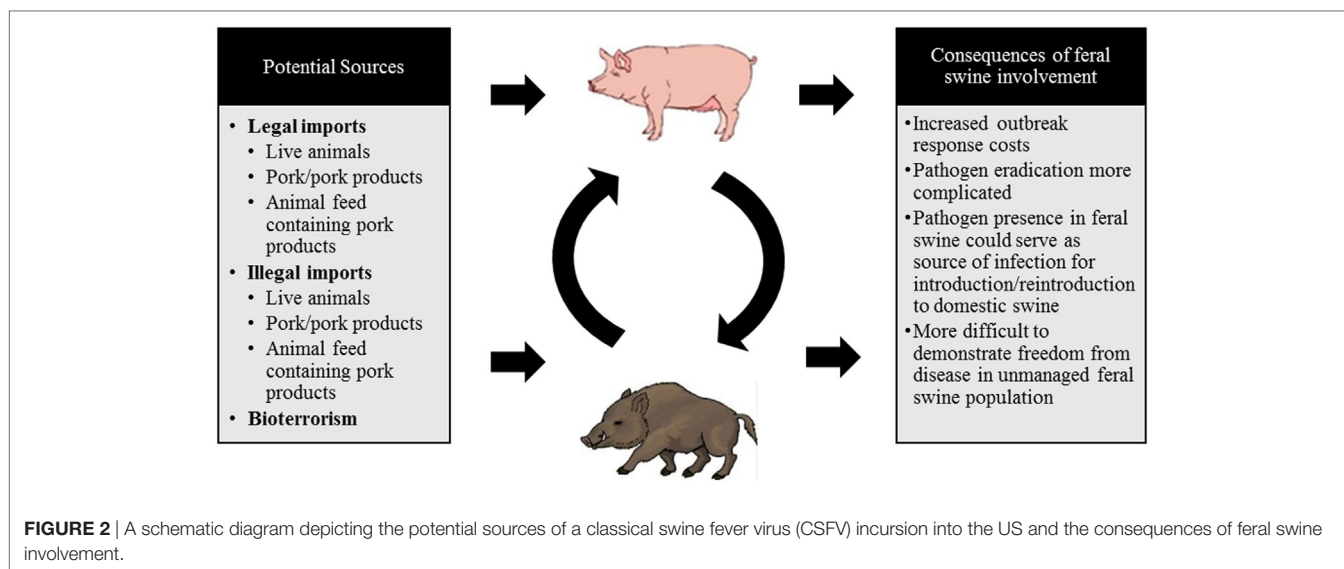 Potential Sources
• Legal imports
• Live animals
• Pork/pork products
• Animal feed
containing pork
products
• Illegal imports
• Live animals
• Pork/pork products
• Animal feed
containing pork
products
• Bioterrorism
Consequences of feral
swine involvement
•Increased outbreak
response costs
•Pathogen eradication more
complicated
•Pathogen presence in feral
swine could serve as
source of infection for
introduction/reintroduction
to domestic swine
•More difficult to
demonstrate freedom from
disease in unmanaged feral
swine population
FIGURE 2 | A schematic diagram depicting the potential sources of a classical swine fever virus (CSFV) incursion into the US and the consequences of feral swine
involvement.